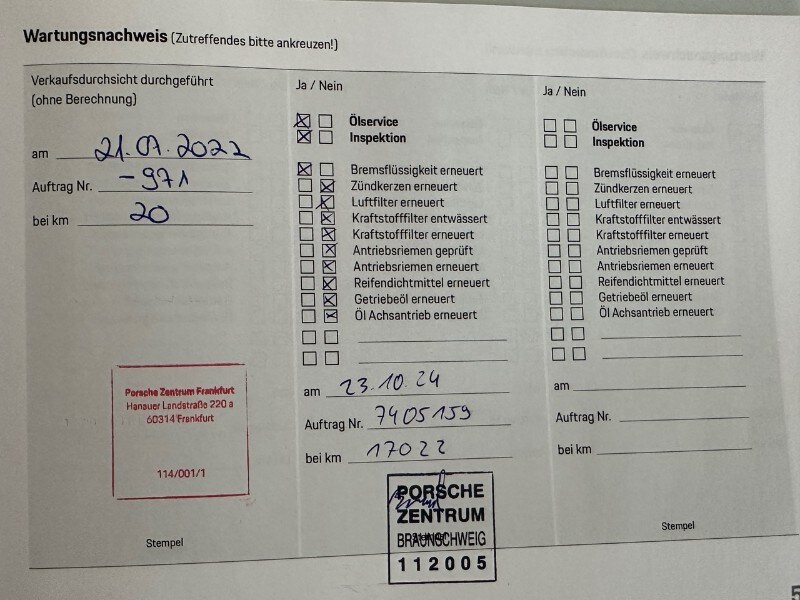 Wartungsnachweis (Zutreffendes bitte ankreuzen!)
Verkaufsdurchsicht durchgeführt
(ohne Berechnung)
am 21.07.2022
Auftrag Nr. -971
bei km 20
Porsche Zentrum Frankfurt
Hanauer Landstraße 220 a
60314 Frankfurt
114/001/1
Stempel
Ja / Nein
Ölservice
Inspektion
Bremsflüssigkeit erneuert
Zündkerzen erneuert
Luftfilter erneuert
Kraftstofffilter entwässert
Kraftstofffilter erneuert
Antriebsriemen geprüft
Antriebsriemen erneuert
Reifendichtmittel erneuert
Getriebeöl erneuert
Öl Achsantrieb erneuert
am 23.10.24
Auftrag Nr. 7405159
bei km 17022
PORSCHE
ZENTRUM
BRAUNSCHWEIG
112005
Ja / Nein
Ölservice
Inspektion
Bremsflüssigkeit erneuert
Zündkerzen erneuert
Luftfilter erneuert
Kraftstofffilter entwässert
Kraftstofffilter erneuert
Antriebsriemen geprüft
Antriebsriemen erneuert
Reifendichtmittel erneuert
Getriebeöl erneuert
Öl Achsantrieb erneuert
am
Auftrag Nr.
bei km
Stempel
5